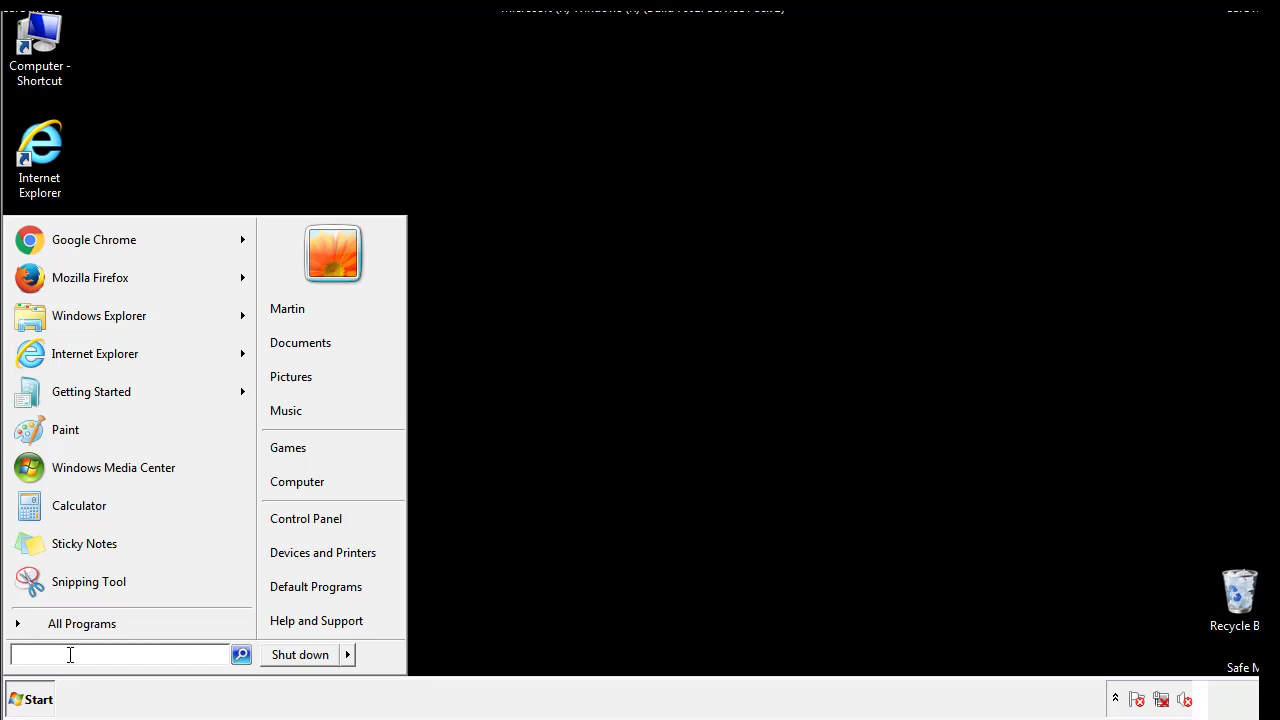 Computer -
Shortcut
Internet
Explorer
Google Chrome
Mozilla Firefox
Windows Explorer
Internet Explorer
Getting Started
Paint
Windows Media Center
Calculator
Sticky Notes
Snipping Tool
All Programs
Martin
Documents
Pictures
Music
Games
Computer
Control Panel
Devices and Printers
Default Programs
Help and Support
Shut down
Recycle B
Safe M
Start